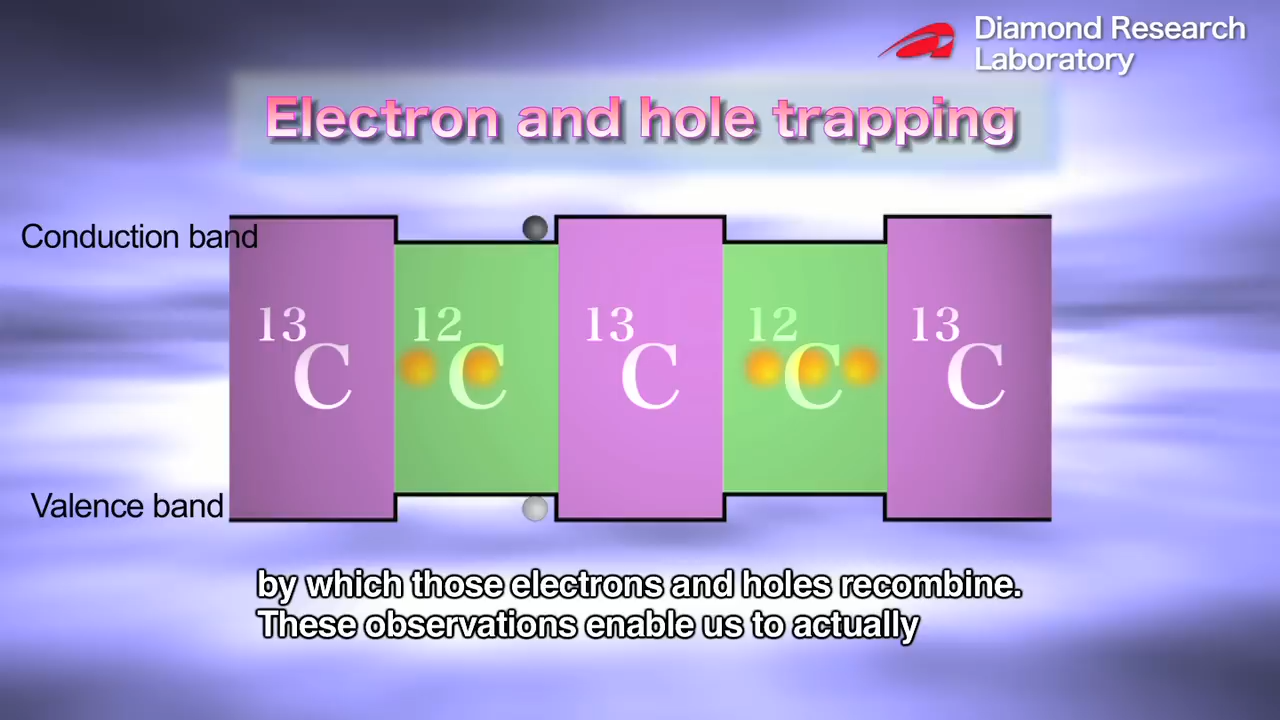 Diamond Research
Laboratory
Electron and hole trapping
Conduction band
13
C
12
C
13
C
12
C
13
C
Valence band
by which those electrons and holes recombine.
These observations enable us to actually